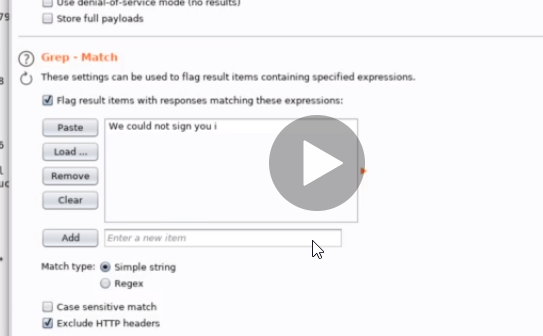 Use denial-of-service mode (no results)
Store full payloads
Grep - Match
These settings can be used to flag result items containing specified expressions.
Flag result items with responses matching these expressions:
Paste
We could not sign you i
Load ...
Remove
Clear
Add
Enter a new item
Match type:
Simple string
Regex
Case sensitive match
Exclude HTTP headers